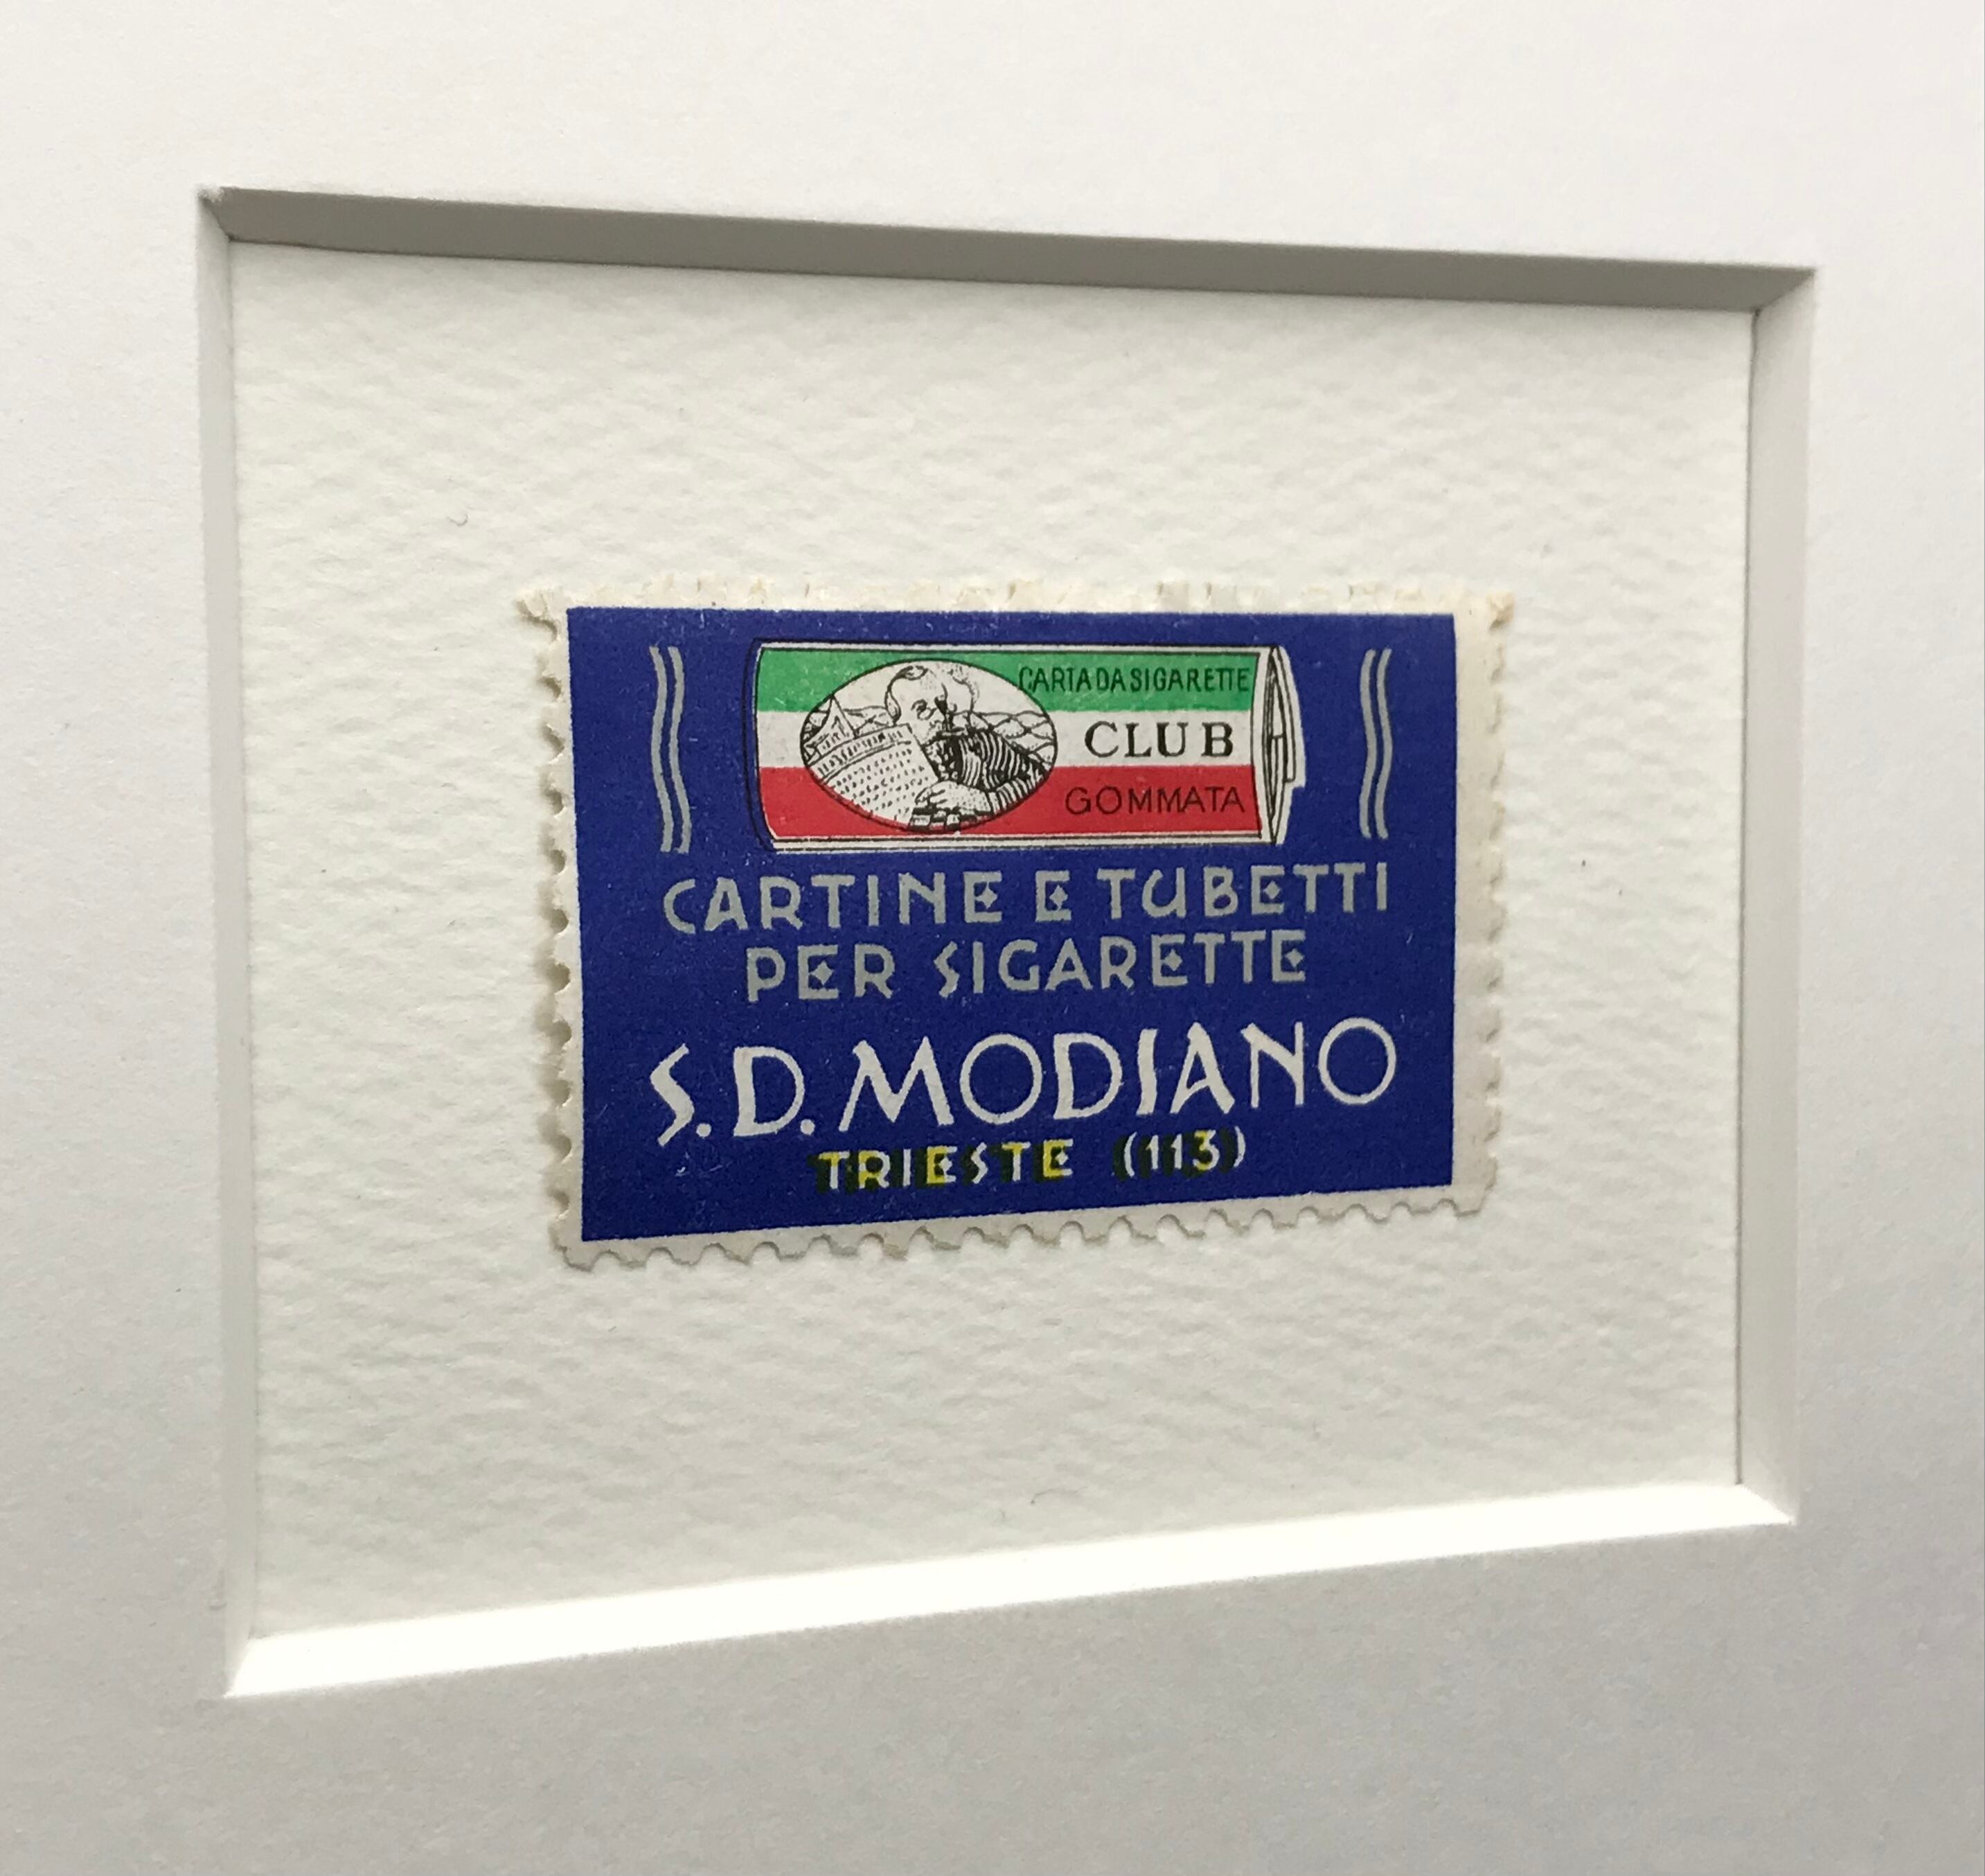 CARTA DA SIGARETTE
CLUB
GOMMATA
CARTINE E TUBETTI
PER SIGARETTE
S.D. MODIANO
TRIESTE (113)